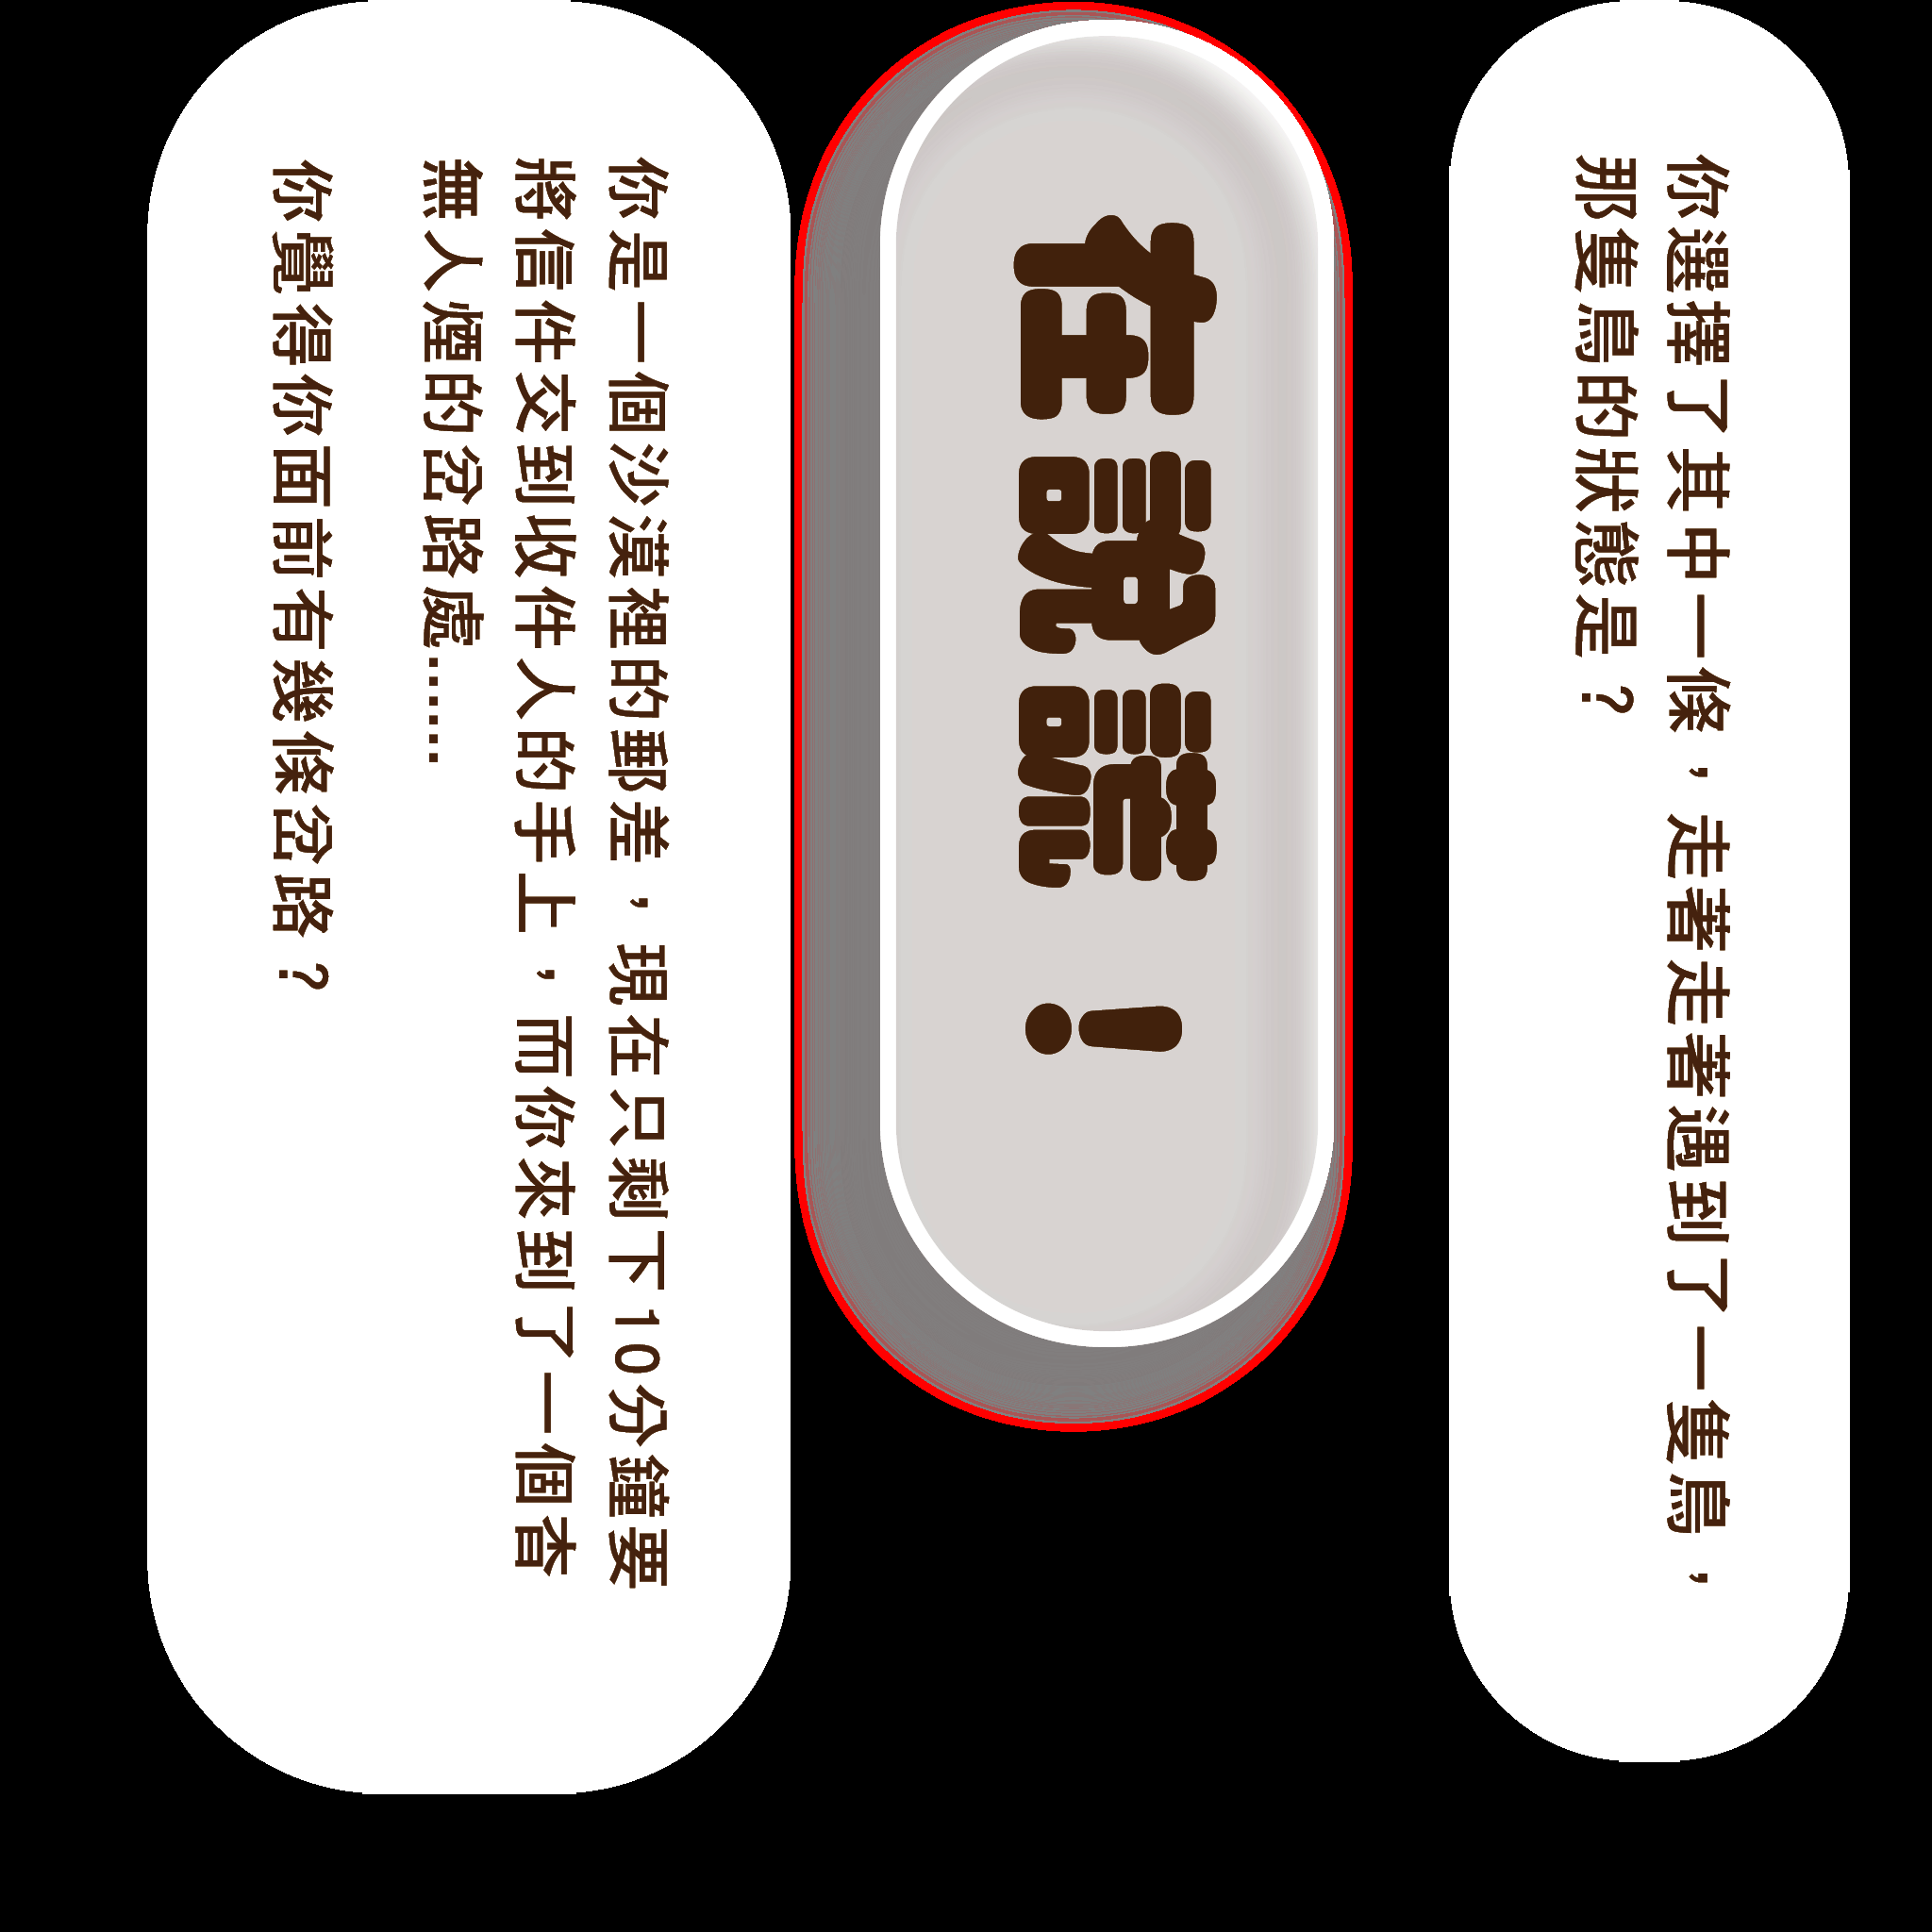 你選擇了其中一條，走著走著遇到了一隻鳥，
那隻鳥的狀態是？
在說謊！
你是一個沙漠裡的郵差，現在只剩下10分鐘要
將信件交到收件人的手上，而你來到了一個杳
無人煙的岔路處……
你覺得你面前有幾條岔路？